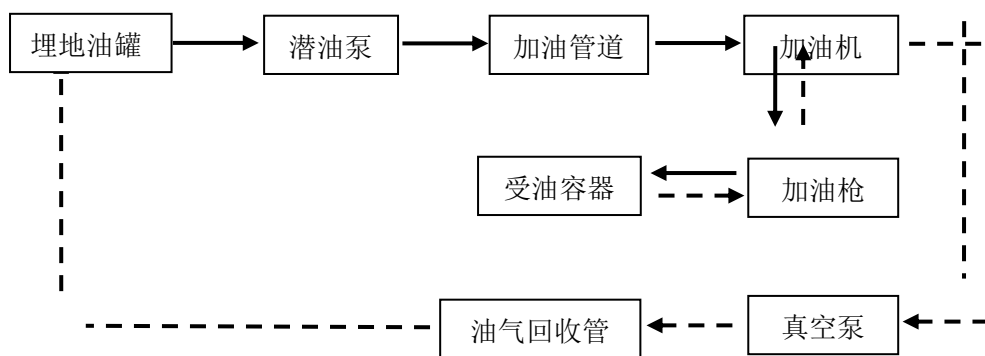 埋地油罐
潜油泵
加油管道
加油机
受油容器
加油枪
油气回收管
真空泵